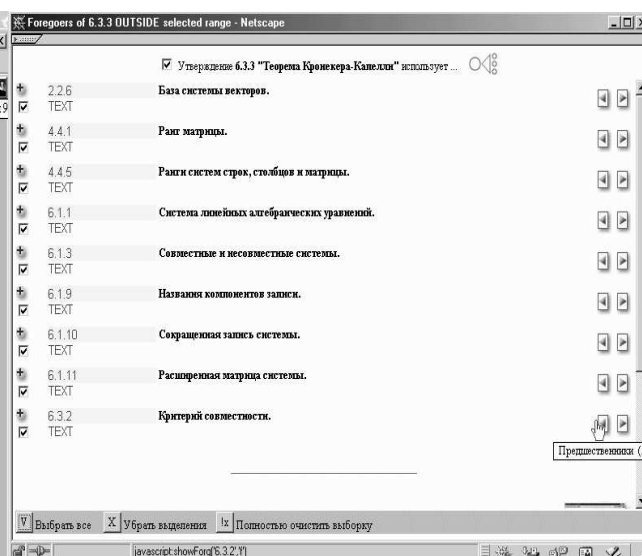 Foregoers of 6.3.3 OUTSIDE selected range - Netscape
Утверждение 6.3.3 "Теорема Кронекера-Капелли" использует ...
2.2.6 База системы векторов.
TEXT
4.4.1 Ранг матрицы.
TEXT
4.4.5 Ранги систем строк, столбцов и матрицы.
TEXT
6.1.1 Система линейных алгебраических уравнений.
TEXT
6.1.3 Совместные и несовместные системы.
TEXT
6.1.9 Названия компонентов записи.
TEXT
6.1.10 Сокращенная запись системы.
TEXT
6.1.11 Расширенная матрица системы.
TEXT
6.3.2 Критерий совместности.
TEXT
Предшественники (
V Выбрать все X Убрать выделения !x Полностью очистить выборку
javascript:showForg('6.3.2','I')